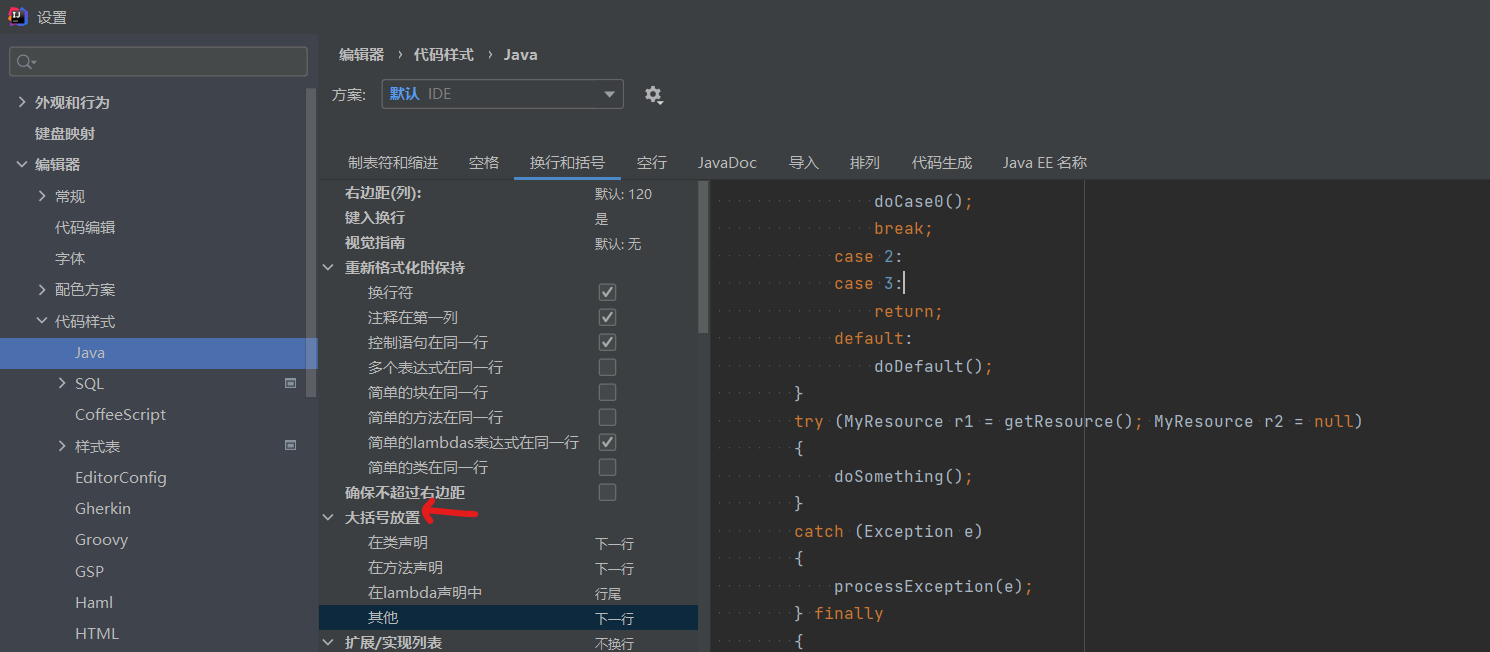 设置
外观和行为
键盘映射
编辑器
常规
代码编辑
字体
配色方案
代码样式
Java
SQL
CoffeeScript
样式表
EditorConfig
Gherkin
Groovy
GSP
Haml
HTML
编辑器 › 代码样式 › Java
方案: 默认 IDE
制表符和缩进 空格 换行和括号 空行 JavaDoc 导入 排列 代码生成 Java EE 名称
右边距(列): 默认: 120
键入换行 是
视觉指南 默认: 无
重新格式化时保持
换行符
注释在第一列
控制语句在同一行
多个表达式在同一行
简单的块在同一行
简单的方法在同一行
简单的lambdas表达式在同一行
简单的类在同一行
确保不超过右边距
大括号放置
在类声明 下一行
在方法声明 下一行
在lambda声明中 行尾
其他 下一行
扩展/实现列表 不换行
doCase0();
break;
case 2:
case 3:
return;
default:
doDefault();
}
try (MyResource r1 = getResource(); MyResource r2 = null)
{
doSomething();
}
catch (Exception e)
{
processException(e);
} finally
{